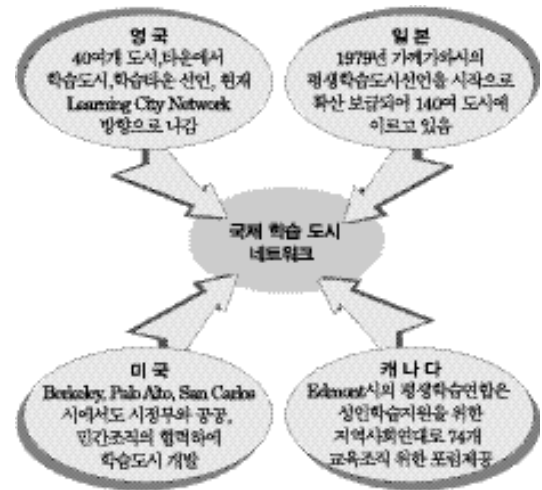 영 국
40여개 도시,타운에서
학습도시,학습타운 선언, 현재
Learning City Network
방향으로 나감
일 본
1979년 가께가와시의
평생학습도시선언을 시작으로
확산 보급되어 140여 도시에
이르고 있음
국제 학습 도시
네트워크
미 국
Berkeley, Palo Alto, San Carlos
시에서도 시정부와 공공,
민간조직의 협력하에
학습도시 개발
캐 나 다
Edmont시의 평생학습연합은
성인학습지원을 위한
지역사회연대로 74개
교육조직 위한 포럼제공